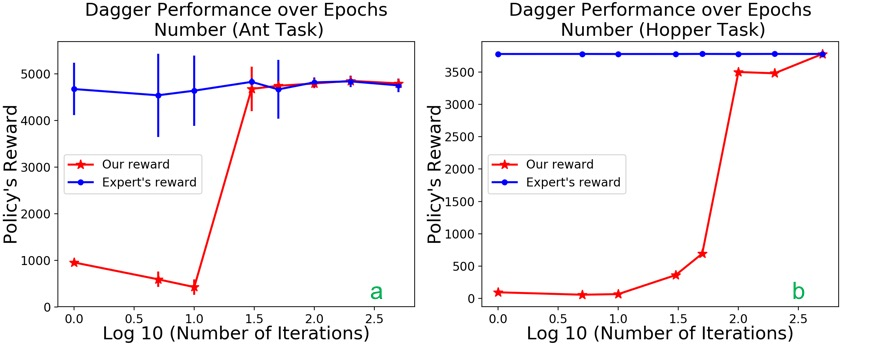 Dagger Performance over Epochs
Number (Ant Task)
Policy's Reward
5000
4000
3000
2000
1000
0
Our reward
Expert's reward
a
0.0 0.5 1.0 1.5 2.0 2.5
Log 10 (Number of Iterations)
Dagger Performance over Epochs
Number (Hopper Task)
Policy's Reward
3500
3000
2500
2000
1500
1000
500
0
Our reward
Expert's reward
b
0.0 0.5 1.0 1.5 2.0 2.5
Log 10 (Number of Iterations)